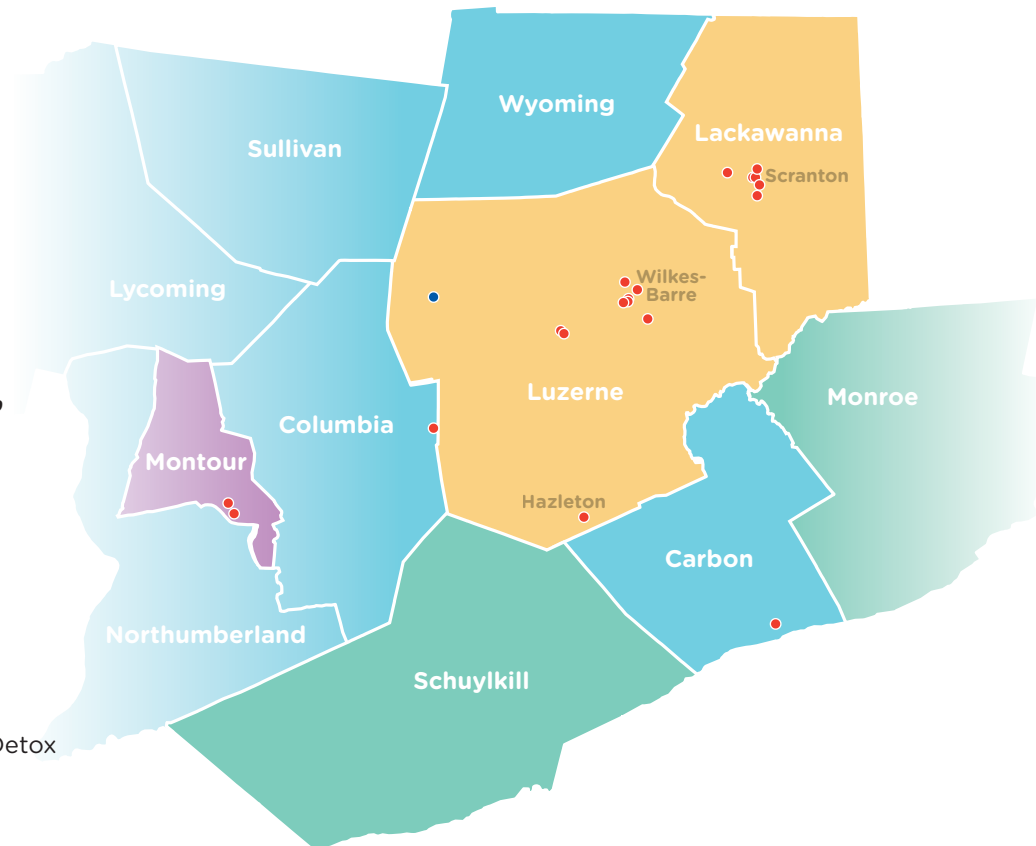 Wyoming
Lackawanna
Sullivan
Scranton
Wilkes-
Barre
Lycoming
Luzerne
Monroe
Columbia
Montour
Hazleton
Carbon
Northumberland
Schuylkill
Detox